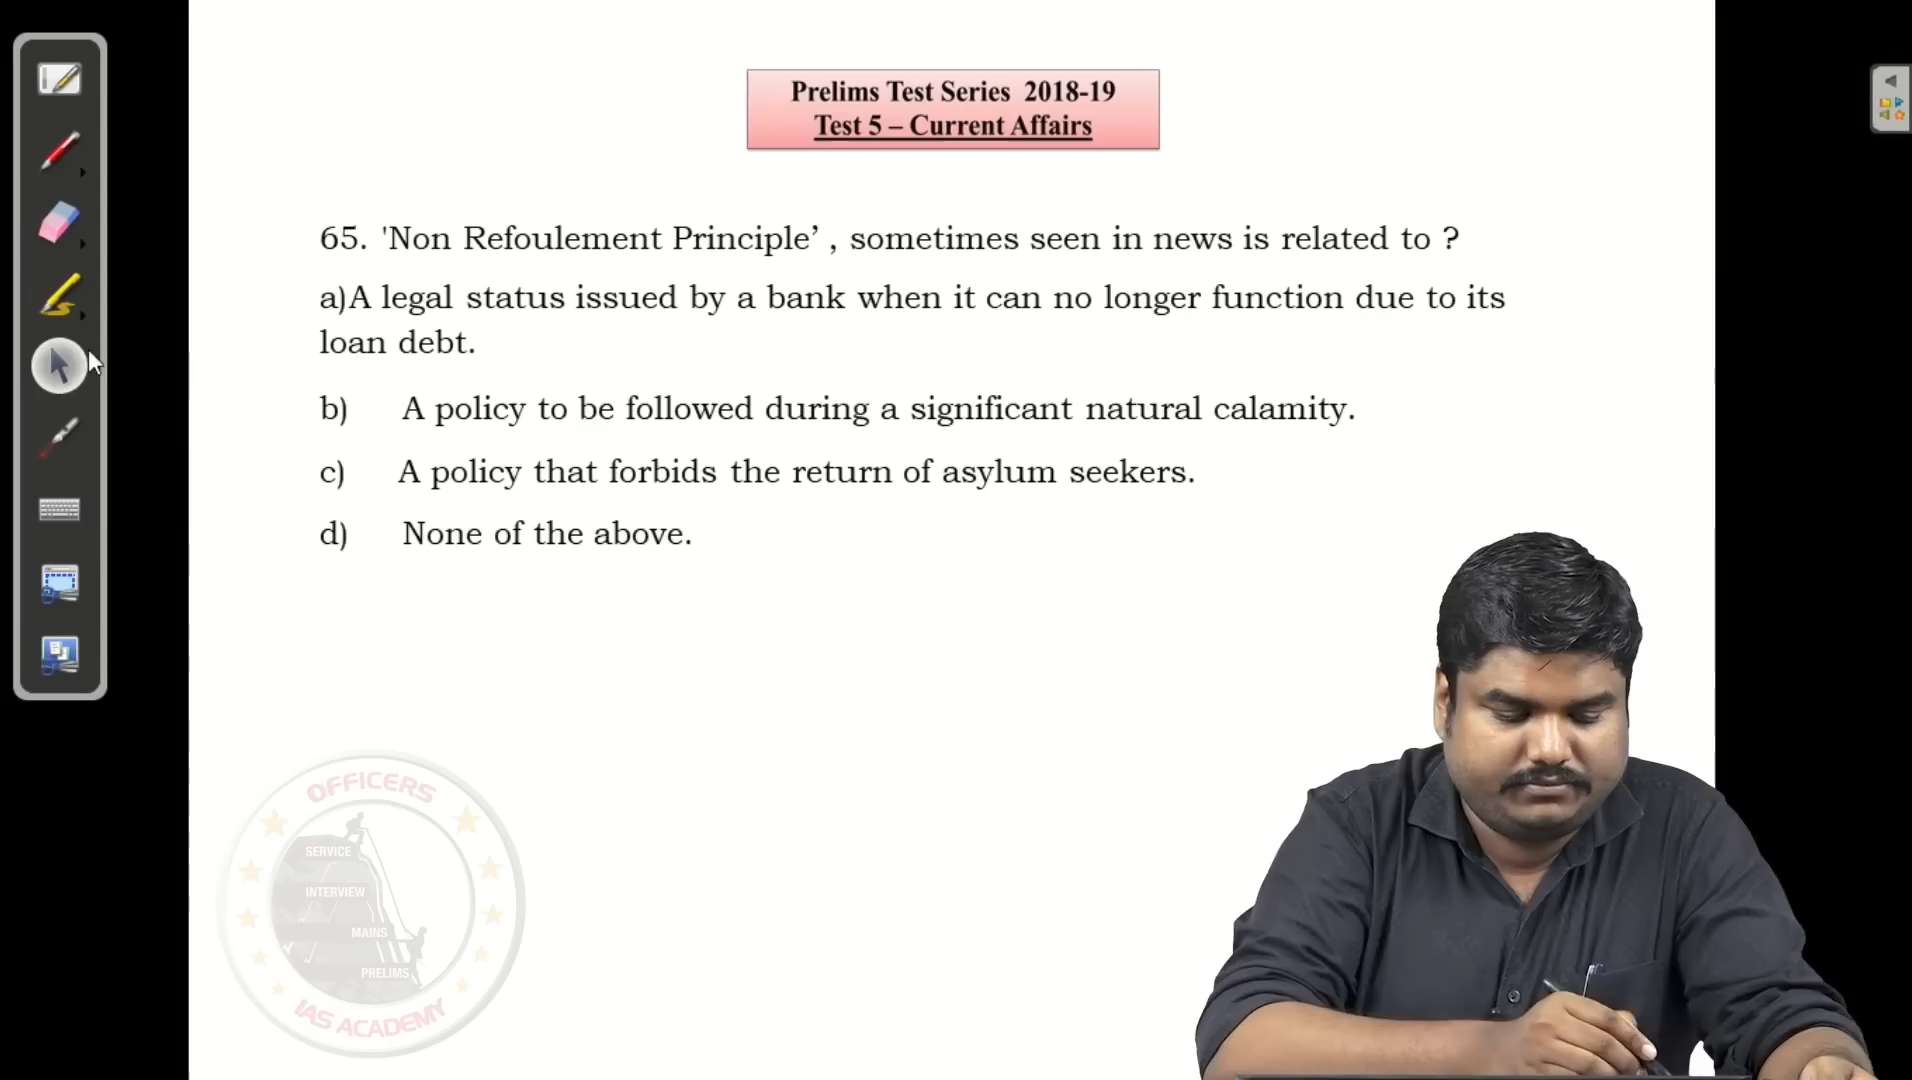 Prelims Test Series 2018-19
Test 5 – Current Affairs
65. 'Non Refoulement Principle’ , sometimes seen in news is related to ?
a)A legal status issued by a bank when it can no longer function due to its
loan debt.
b) A policy to be followed during a significant natural calamity.
c) A policy that forbids the return of asylum seekers.
d) None of the above.
OFFICERS
SERVICE
INTERVIEW
MAINS
PRELIMS
IAS ACADEMY